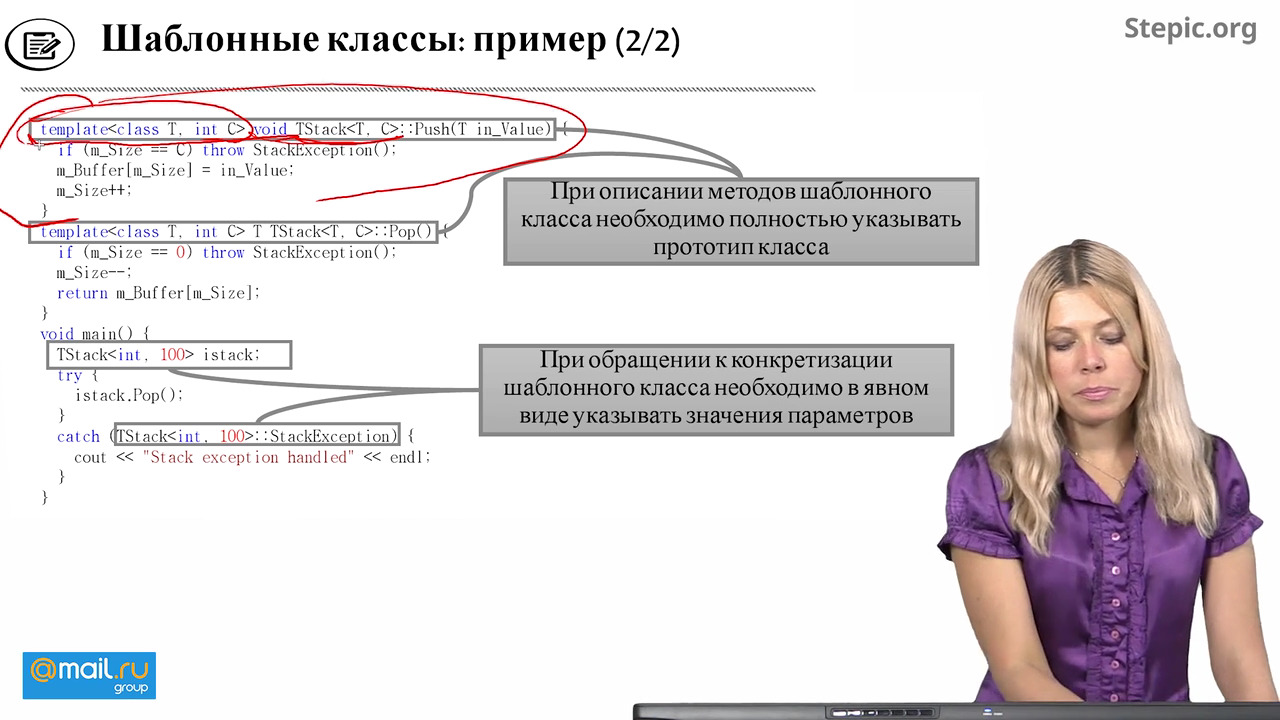 Шаблонные классы: пример (2/2)
Stepic.org
template<class T, int C> void TStack<T, C>::Push(T in_Value) {
if (m_Size == C) throw StackException();
m_Buffer[m_Size] = in_Value;
m_Size++;
}
template<class T, int C> T TStack<T, C>::Pop() {
if (m_Size == 0) throw StackException();
m_Size--;
return m_Buffer[m_Size];
}
void main() {
TStack<int, 100> istack;
try {
istack.Pop();
}
catch (TStack<int, 100>::StackException) {
cout << "Stack exception handled" << endl;
}
}
При описании методов шаблонного
класса необходимо полностью указывать
прототип класса
При обращении к конкретизации
шаблонного класса необходимо в явном
виде указывать значения параметров
@mail.ru
group